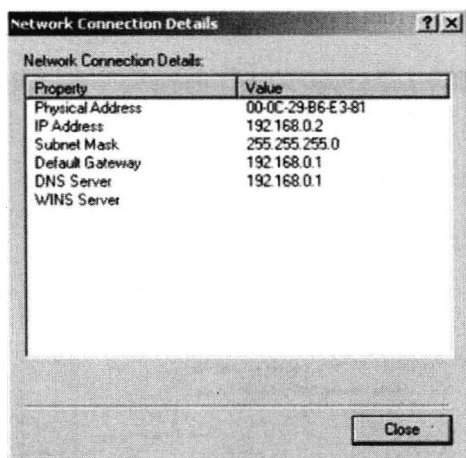 Network Connection Details
Network Connection Details:
Property Value
Physical Address 00-0C-29-B6-E3-81
IP Address 192.168.0.2
Subnet Mask 255.255.255.0
Default Gateway 192.168.0.1
DNS Server 192.168.0.1
WINS Server
Close